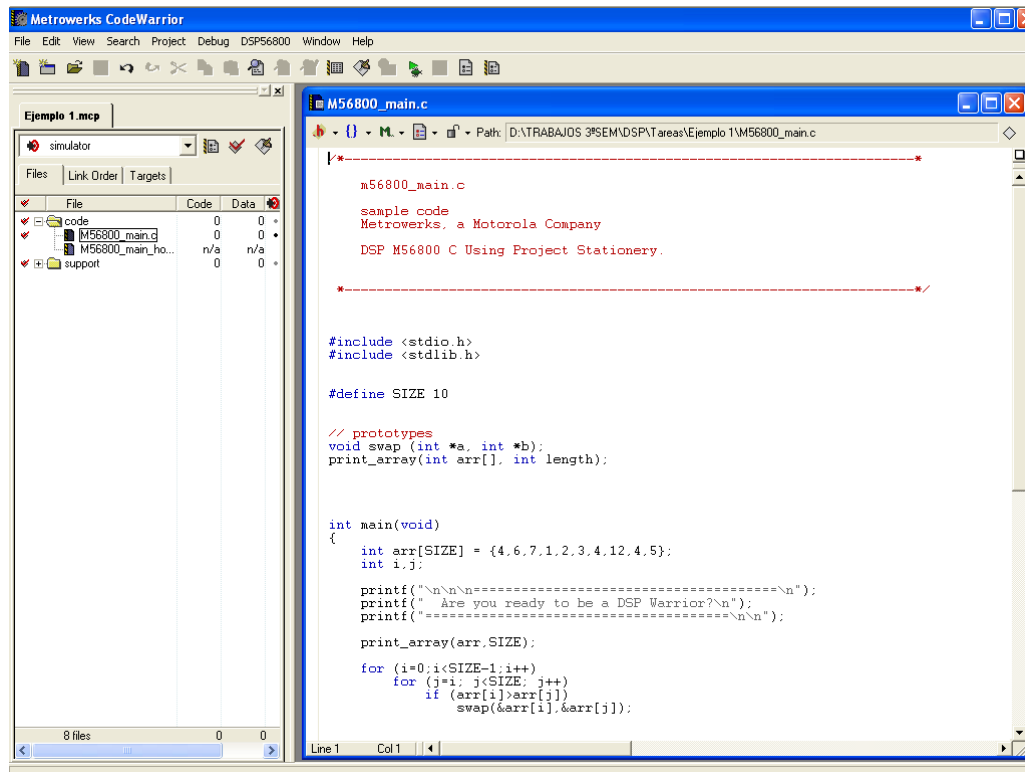 Metrowerks CodeWarrior
File Edit View Search Project Debug DSP56800 Window Help
Ejemplo 1.mcp
simulator
Files Link Order Targets
File Code Data
code 0 0
M56800_main.c 0 0
M56800_main_ho... n/a n/a
support 0 0
8 files 0 0
M56800_main.c
h {} M. Path: D:\TRABAJOS 3ºSEM\DSP\Tareas\Ejemplo 1\M56800_main.c
/*-----------------------------------------------------------------------*
m56800_main.c
sample code
Metrowerks, a Motorola Company
DSP M56800 C Using Project Stationery.
*-----------------------------------------------------------------------*/
#include <stdio.h>
#include <stdlib.h>
#define SIZE 10
// prototypes
void swap (int *a, int *b);
print_array(int arr[], int length);
int main(void)
{
int arr[SIZE] = {4,6,7,1,2,3,4,12,4,5};
int i,j;
printf("\n\n\n======================================\n");
printf("  Are you ready to be a DSP Warrior?\n");
printf("======================================\n\n");
print_array(arr,SIZE);
for (i=0;i<SIZE-1;i++)
for (j=i; j<SIZE; j++)
if (arr[i]>arr[j])
swap(&arr[i],&arr[j]);
Line 1 Col 1